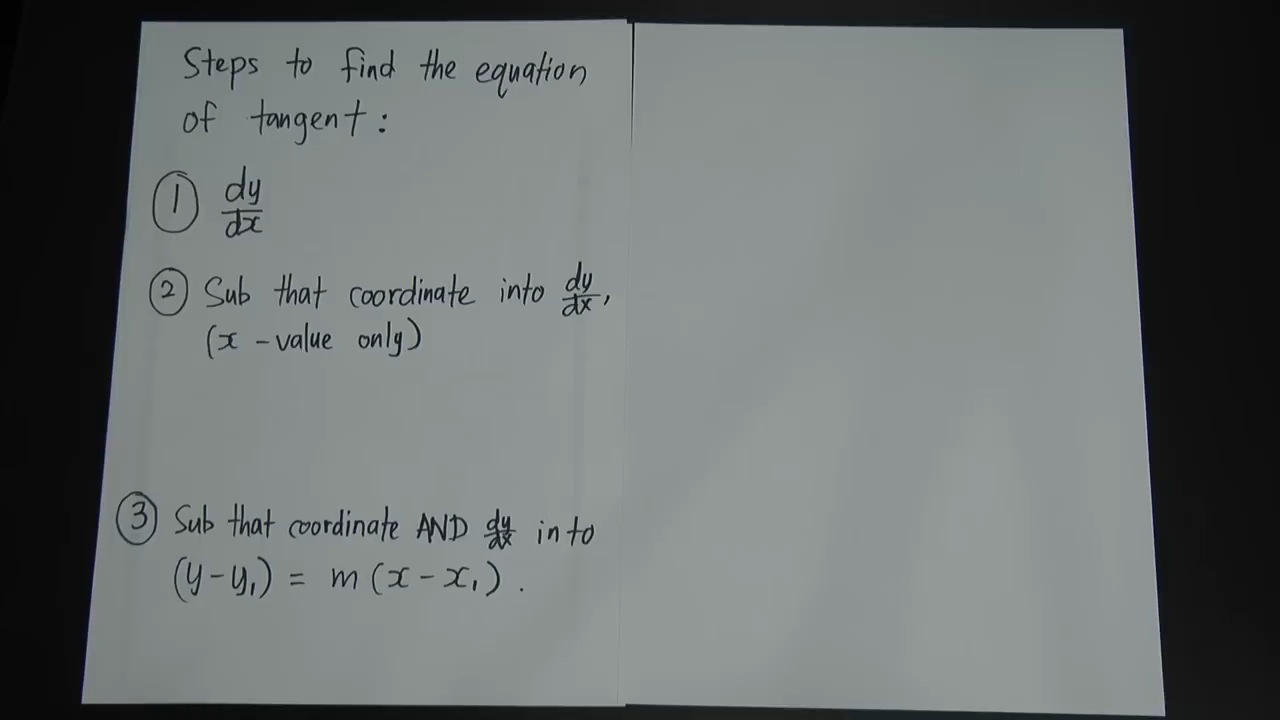 Steps to find the equation
of tangent:
① dy/dx
② Sub that coordinate into dy/dx,
(x - value only)
③ Sub that coordinate AND dy/dx into
(y - y₁) = m (x - x₁).